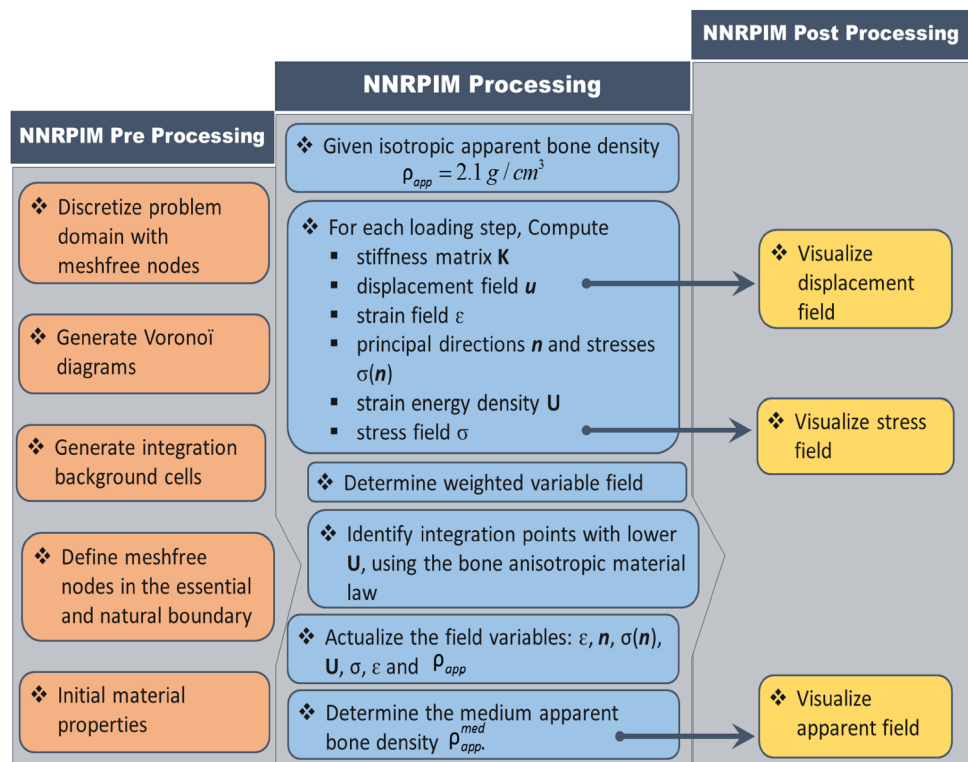 NNRPIM Pre Processing
❖ Discretize problem
domain with
meshfree nodes
❖ Generate Voronoï
diagrams
❖ Generate integration
background cells
❖ Define meshfree
nodes in the essential
and natural boundary
❖ Initial material
properties
NNRPIM Processing
❖ Given isotropic apparent bone density
ρ_app = 2.1 g / cm³
❖ For each loading step, Compute
▪ stiffness matrix K
▪ displacement field u
▪ strain field ε
▪ principal directions n and stresses
σ(n)
▪ strain energy density U
▪ stress field σ
❖ Determine weighted variable field
❖ Identify integration points with lower
U, using the bone anisotropic material
law
❖ Actualize the field variables: ε, n, σ(n),
U, σ, ε and ρ_app
❖ Determine the medium apparent
bone density ρ_app^med.
NNRPIM Post Processing
❖ Visualize
displacement
field
❖ Visualize stress
field
❖ Visualize
apparent field